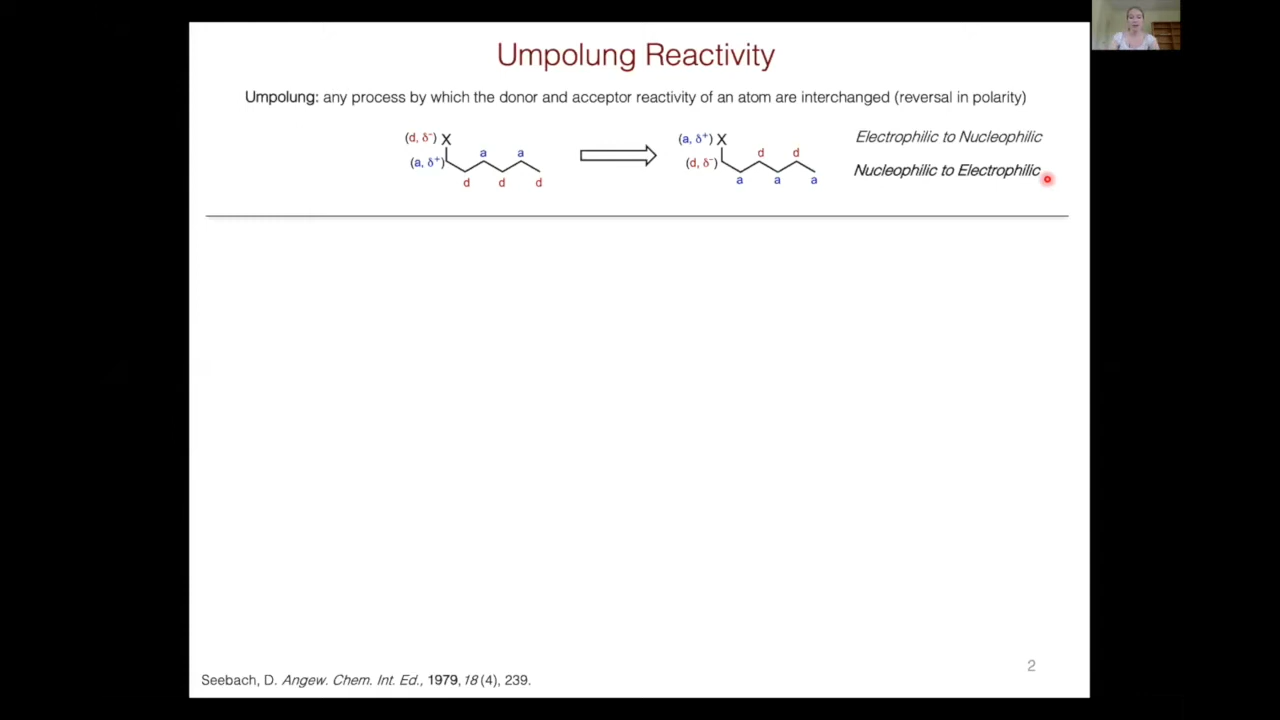 Umpolung Reactivity
Umpolung: any process by which the donor and acceptor reactivity of an atom are interchanged (reversal in polarity)
(d, δ⁻) X
(a, δ⁺)
a a
d d d
(a, δ⁺) X
(d, δ⁻)
d d
a a a
Electrophilic to Nucleophilic
Nucleophilic to Electrophilic
Seebach, D. Angew. Chem. Int. Ed., 1979, 18 (4), 239.
2